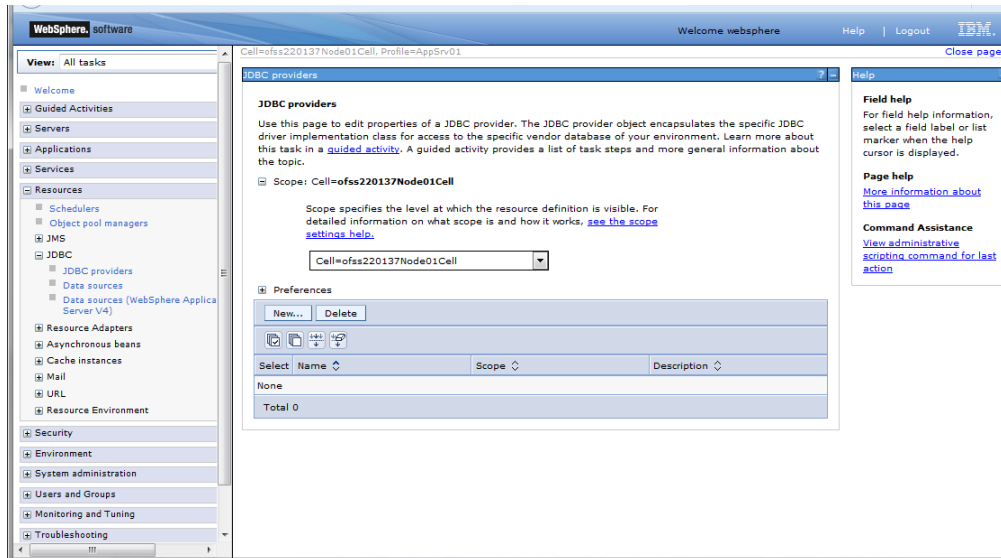 WebSphere. software
Welcome websphere
Help | Logout
IBM.
Cell=ofss220137Node01Cell, Profile=AppSrv01
Close page
View: All tasks
Welcome
Guided Activities
Servers
Applications
Services
Resources
Schedulers
Object pool managers
JMS
JDBC
JDBC providers
Data sources
Data sources (WebSphere Applica
Server V4)
Resource Adapters
Asynchronous beans
Cache instances
Mail
URL
Resource Environment
Security
Environment
System administration
Users and Groups
Monitoring and Tuning
Troubleshooting
JDBC providers
? -
JDBC providers
Use this page to edit properties of a JDBC provider. The JDBC provider object encapsulates the specific JDBC
driver implementation class for access to the specific vendor database of your environment. Learn more about
this task in a guided activity. A guided activity provides a list of task steps and more general information about
the topic.
Scope: Cell=ofss220137Node01Cell
Scope specifies the level at which the resource definition is visible. For
detailed information on what scope is and how it works, see the scope
settings help.
Cell=ofss220137Node01Cell
Preferences
New... Delete
Select Name Scope Description
None
Total 0
Help
Field help
For field help information,
select a field label or list
marker when the help
cursor is displayed.
Page help
More information about
this page
Command Assistance
View administrative
scripting command for last
action